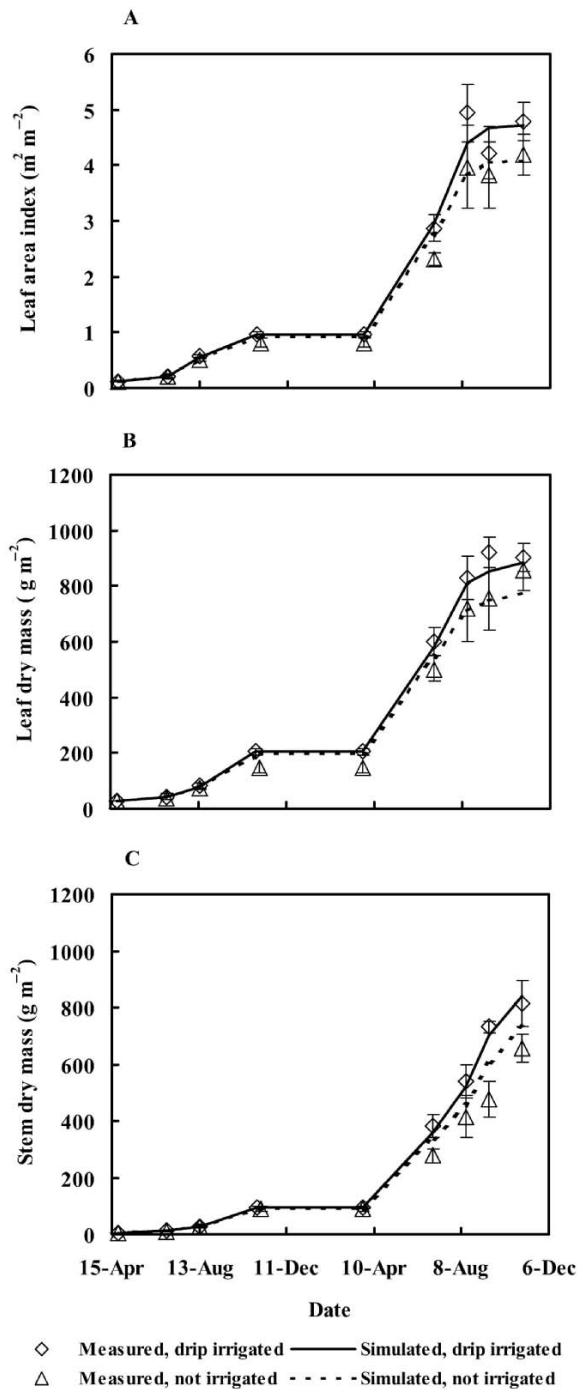 A
Leaf area index (m² m⁻²)
6
5
4
3
2
1
0
B
Leaf dry mass ( g m⁻²)
1200
1000
800
600
400
200
0
C
Stem dry mass (g m⁻²)
1200
1000
800
600
400
200
0
15-Apr 13-Aug 11-Dec 10-Apr 8-Aug 6-Dec
Date
Measured, drip irrigated Simulated, drip irrigated
Measured, not irrigated Simulated, not irrigated